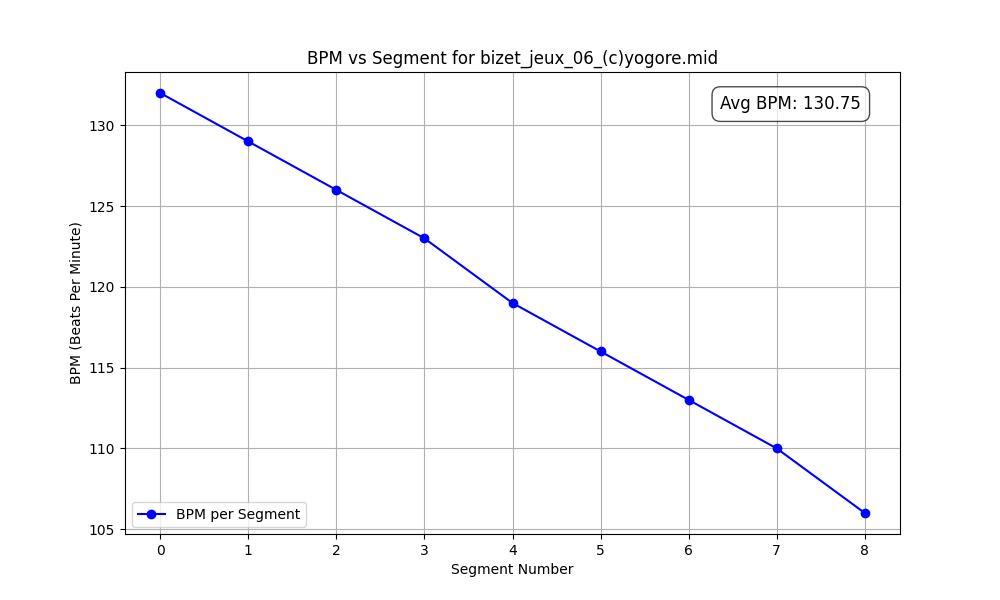 BPM vs Segment for bizet_jeux_06_(c)yogore.mid
Avg BPM: 130.75
BPM (Beats Per Minute)
130
125
120
115
110
105
BPM per Segment
0 1 2 3 4 5 6 7 8
Segment Number